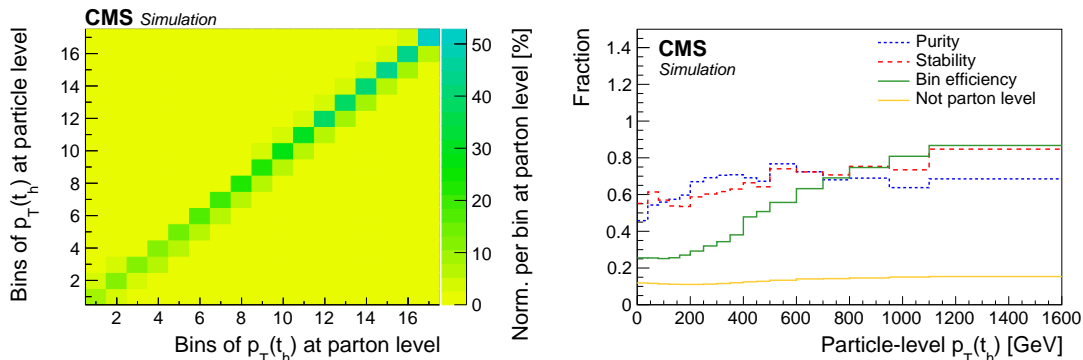 CMS Simulation
Bins of p_T(t_h) at particle level
16
14
12
10
8
6
4
2
2 4 6 8 10 12 14 16
Bins of p_T(t_h) at parton level
50
40
30
20
10
0
Norm. per bin at parton level [%]
CMS
Simulation
Purity
Stability
Bin efficiency
Not parton level
Fraction
1.4
1.2
1
0.8
0.6
0.4
0.2
0
0 200 400 600 800 1000 1200 1400 1600
Particle-level p_T(t_h) [GeV]